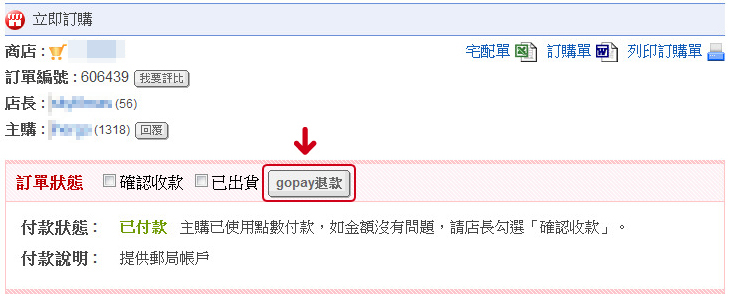 立即訂購
商店：
宅配單 訂購單 列印訂購單
訂單編號：606439 我要評比
店長： (56)
主購： (1318) 回覆
訂單狀態 確認收款 已出貨 gopay退款
付款狀態： 已付款 主購已使用點數付款，如金額沒有問題，請店長勾選「確認收款」。
付款說明： 提供郵局帳戶